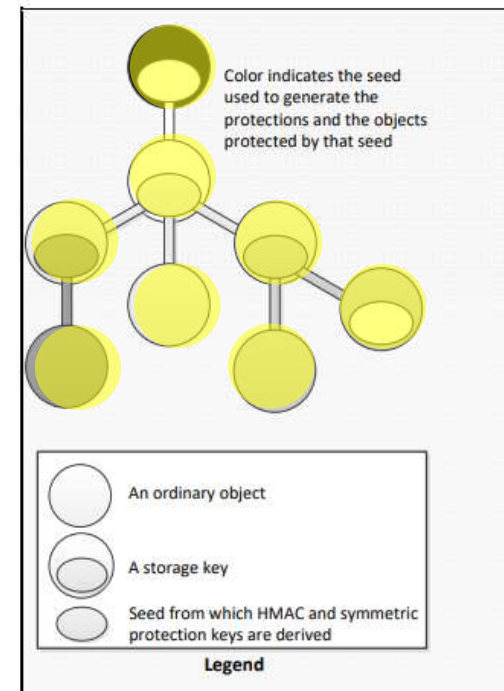 Color indicates the seed
used to generate the
protections and the objects
protected by that seed
An ordinary object
A storage key
Seed from which HMAC and symmetric
protection keys are derived
Legend